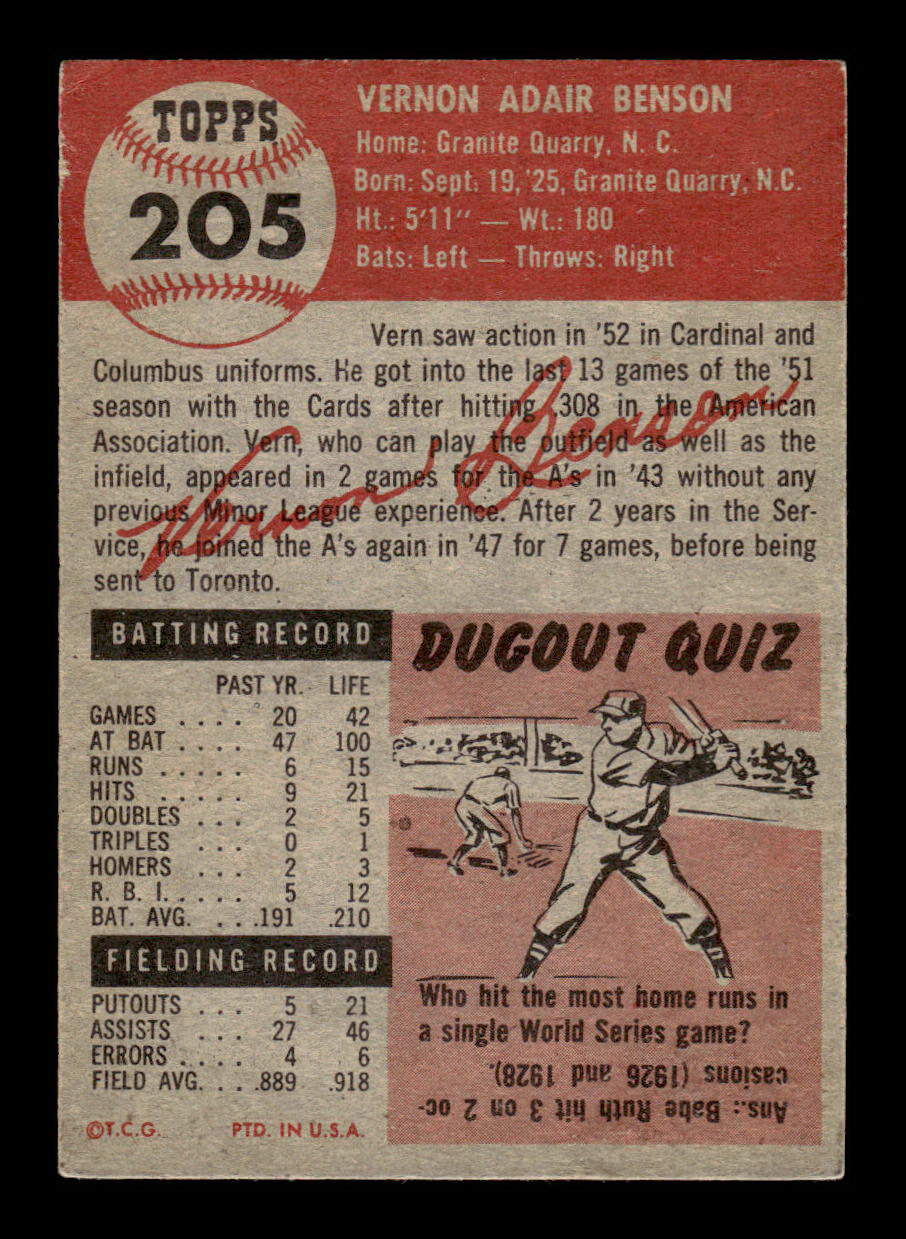 TOPPS
205
VERNON ADAIR BENSON
Home: Granite Quarry, N. C.
Born: Sept. 19,'25, Granite Quarry, N.C.
Ht.: 5'11" — Wt.: 180
Bats: Left — Throws: Right
Vern saw action in '52 in Cardinal and
Columbus uniforms. He got into the last 13 games of the '51
season with the Cards after hitting .308 in the American
Association. Vern, who can play the outfield as well as the
infield, appeared in 2 games for the A's in '43 without any
previous Minor League experience. After 2 years in the Ser-
vice, he joined the A's again in '47 for 7 games, before being
sent to Toronto.
Vernon Benson
BATTING RECORD
PAST YR. LIFE
GAMES .... 20 42
AT BAT .... 47 100
RUNS ..... 6 15
HITS ..... 9 21
DOUBLES ... 2 5
TRIPLES ... 0 1
HOMERS ... 2 3
R. B. I. .... 5 12
BAT. AVG. ... .191 .210
FIELDING RECORD
PUTOUTS ... 5 21
ASSISTS ... 27 46
ERRORS .... 4 6
FIELD AVG. ... .889 .918
©T.C.G. PTD. IN U.S.A.
DUGOUT QUIZ
Who hit the most home runs in
a single World Series game?
Ans.: Babe Ruth hit 3 on 2 oc-
casions (1926 and 1928).